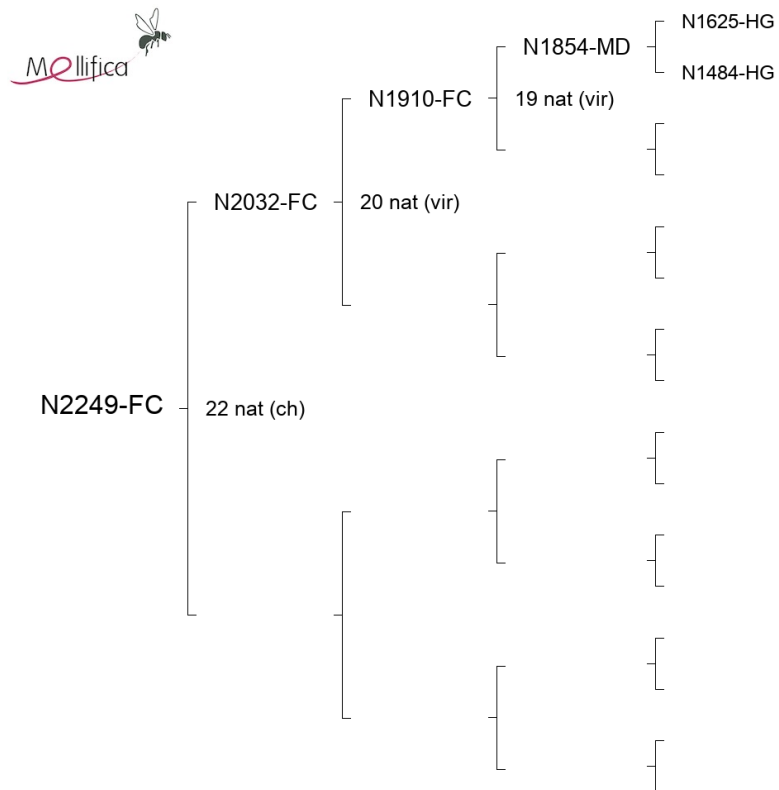 Mellifica
N1625-HG
N1854-MD
N1484-HG
N1910-FC
19 nat (vir)
N2032-FC
20 nat (vir)
N2249-FC
22 nat (ch)